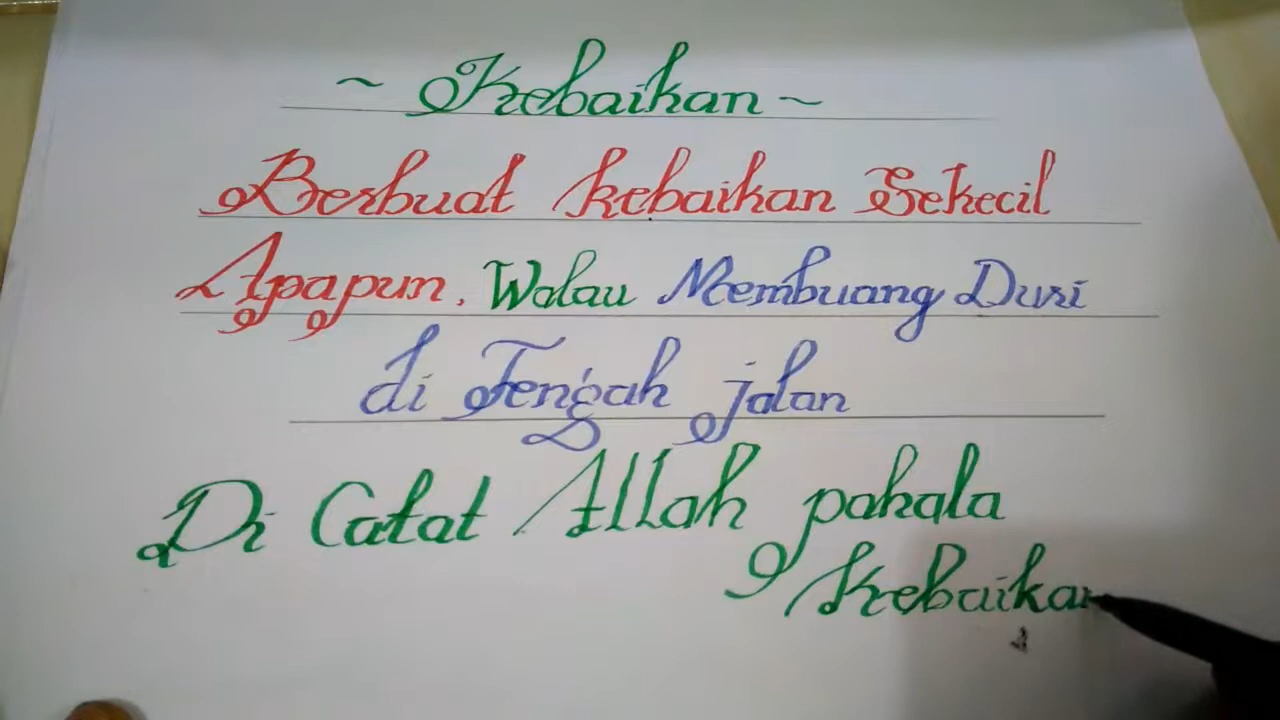 ~ Kebaikan ~
Berbuat kebaikan Sekecil
Apapun, Walau Membuang Duri
di Tengah jalan
Di Catat Allah pahala
Kebaikan